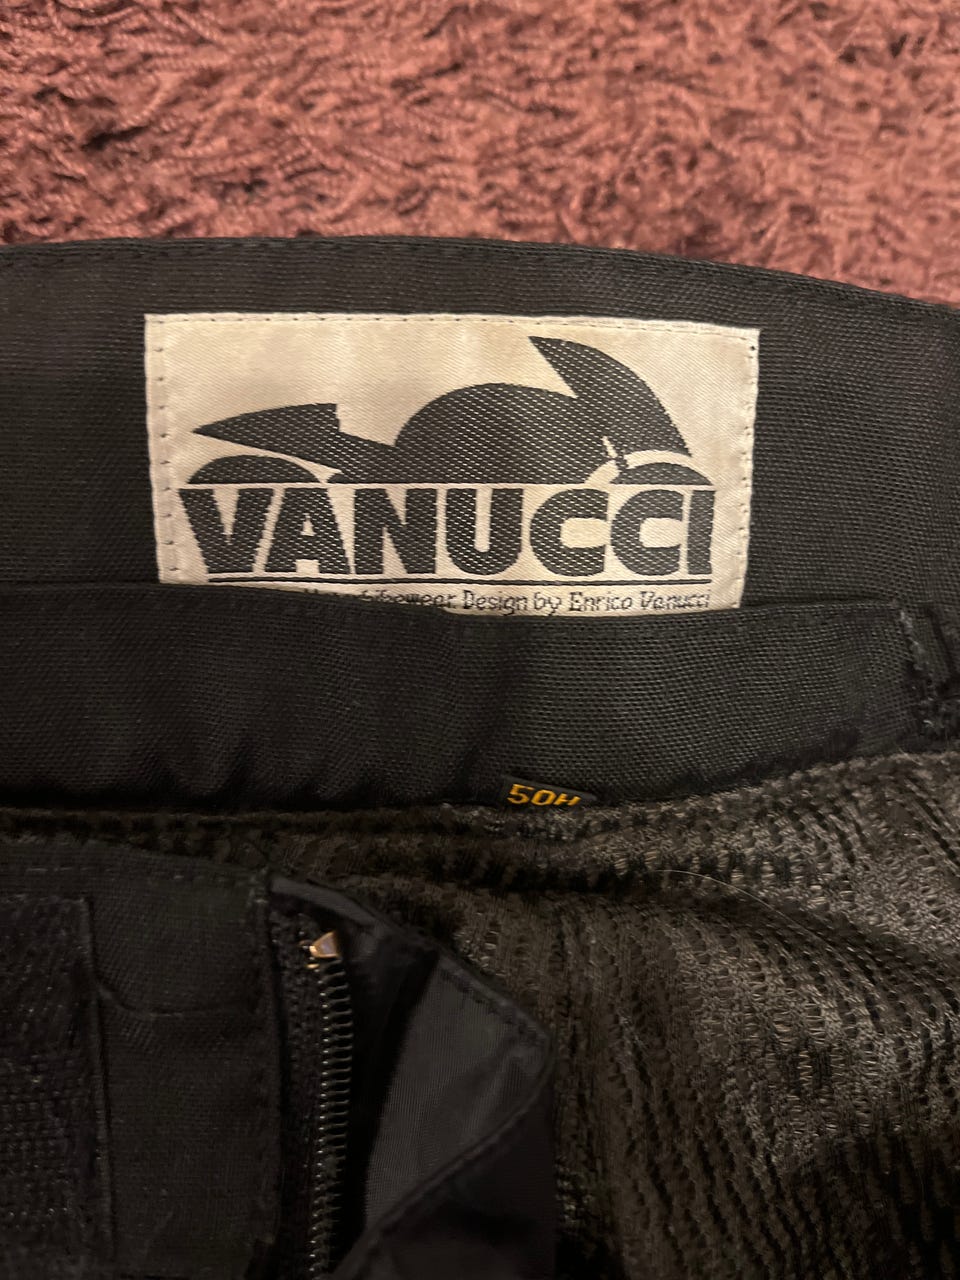 VANUCCI
Design by Enrico Vanucci
50H